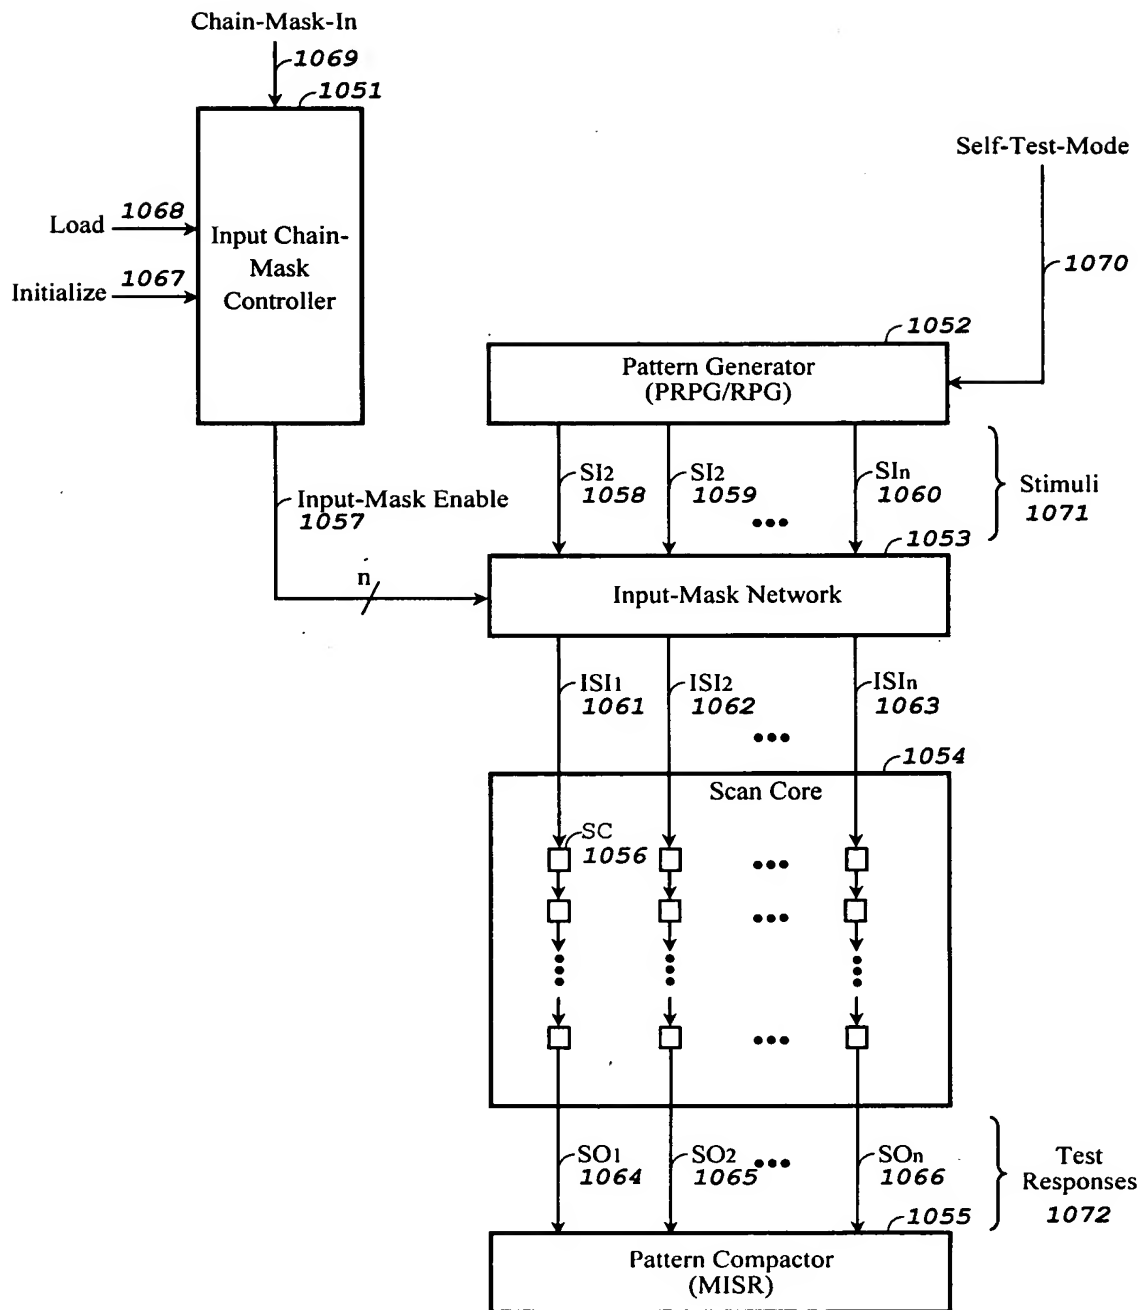 Chain-Mask-In
1069
1051
Self-Test-Mode
Load
1068
Input Chain-
Mask
Controller
Initialize
1067
1070
1052
Pattern Generator
(PRPG/RPG)
SI2
1058
SI2
1059
SIn
1060
•••
Stimuli
1071
Input-Mask Enable
1057
1053
n
Input-Mask Network
ISI1
1061
ISI2
1062
ISIn
1063
•••
1054
Scan Core
SC
1056
•••
•••
•••
SO1
1064
SO2
1065
•••
SOn
1066
Test
Responses
1072
1055
Pattern Compactor
(MISR)